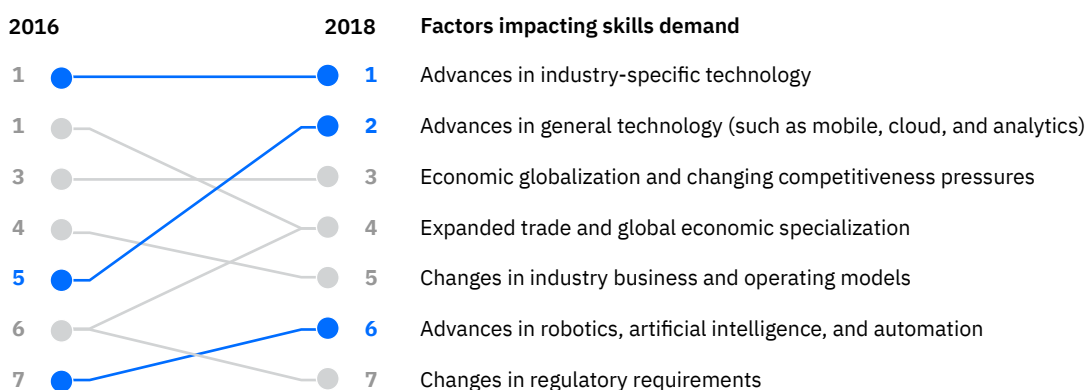 2016 2018 Factors impacting skills demand
1 1 Advances in industry-specific technology
1 2 Advances in general technology (such as mobile, cloud, and analytics)
3 3 Economic globalization and changing competitiveness pressures
4 4 Expanded trade and global economic specialization
5 5 Changes in industry business and operating models
6 6 Advances in robotics, artificial intelligence, and automation
7 7 Changes in regulatory requirements